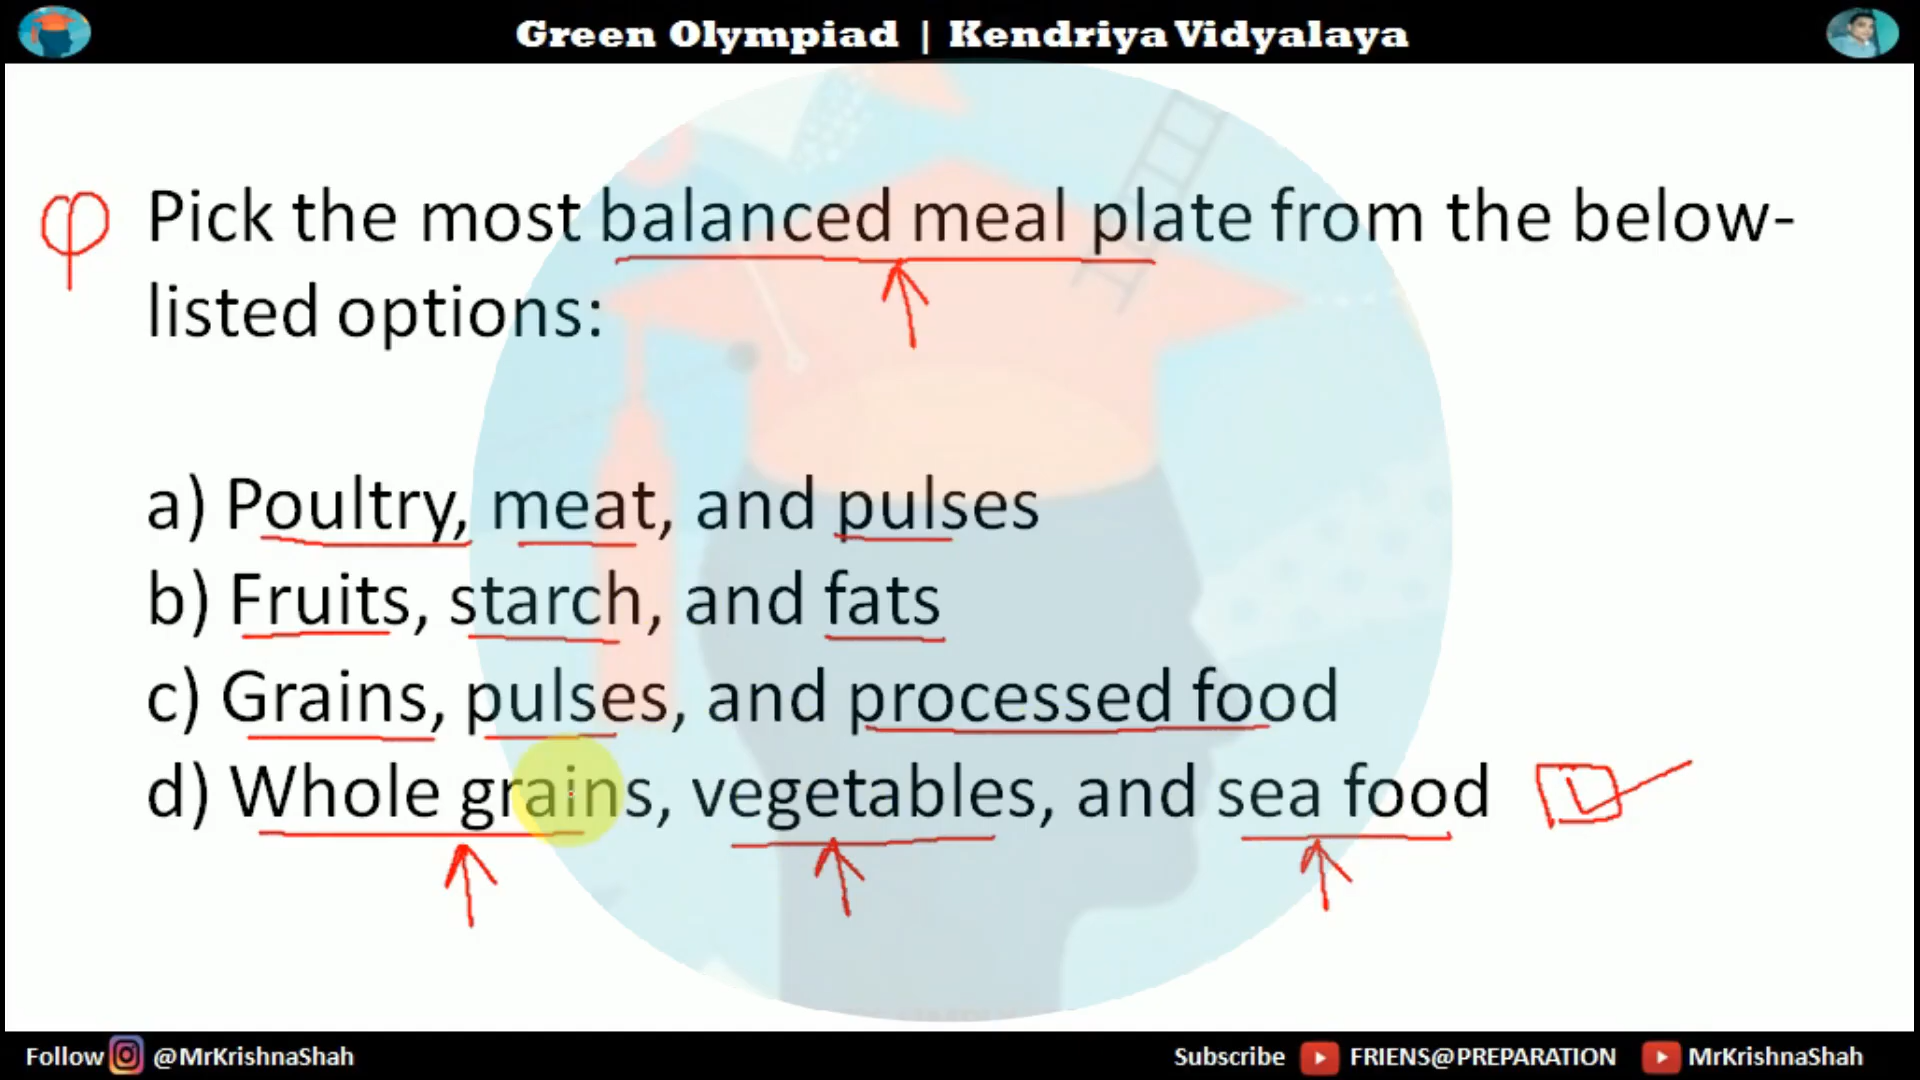 Green Olympiad | Kendriya Vidyalaya
Pick the most balanced meal plate from the below-
listed options:
a) Poultry, meat, and pulses
b) Fruits, starch, and fats
c) Grains, pulses, and processed food
d) Whole grains, vegetables, and sea food
Follow @MrKrishnaShah Subscribe FRIENS@PREPARATION MrKrishnaShah